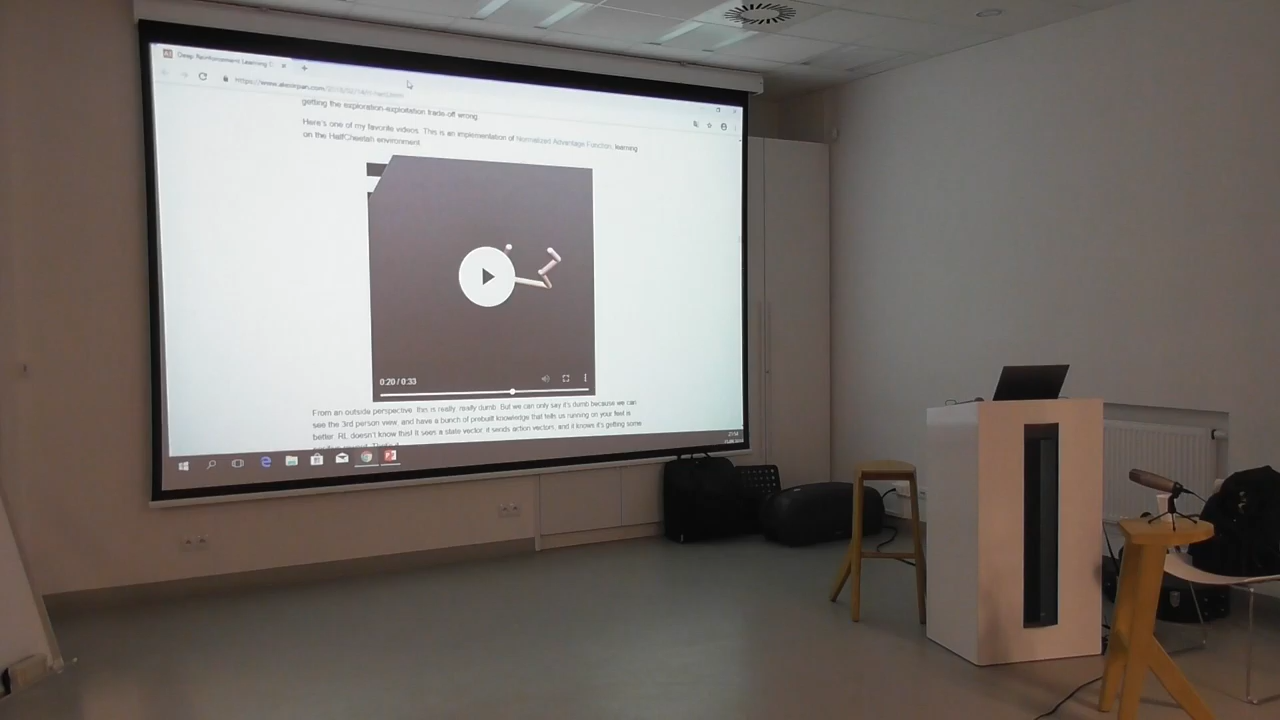 Deep Reinforcement Learning D
https://www.alexirpan.com/2018/02/14/rl-hard.html
getting the exploration-exploitation trade-off wrong.
Here's one of my favorite videos. This is an implementation of Normalized Advantage Function, learning
on the HalfCheetah environment.
0:20 / 0:33
From an outside perspective, this is really, really dumb. But we can only say it's dumb because we can
see the 3rd person view, and have a bunch of prebuilt knowledge that tells us running on your feet is
better. RL doesn't know this! It sees a state vector, it sends action vectors, and it knows it's getting some